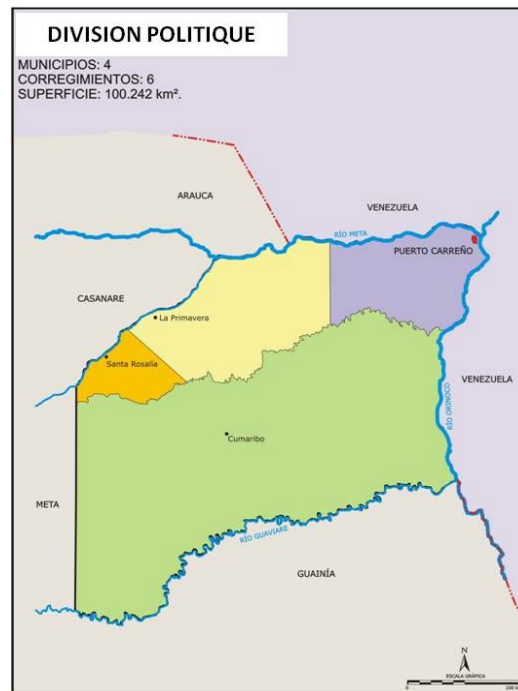 DIVISION POLITIQUE
MUNICIPIOS: 4
CORREGIMIENTOS: 6
SUPERFICIE: 100.242 km².
ARAUCA
VENEZUELA
RÍO META
PUERTO CARREÑO
CASANARE
La Primavera
Santa Rosalía
VENEZUELA
RÍO ORINOCO
Cumaribo
META
RÍO GUAVIARE
GUAINÍA
N
ESCALA GRÁFICA
0